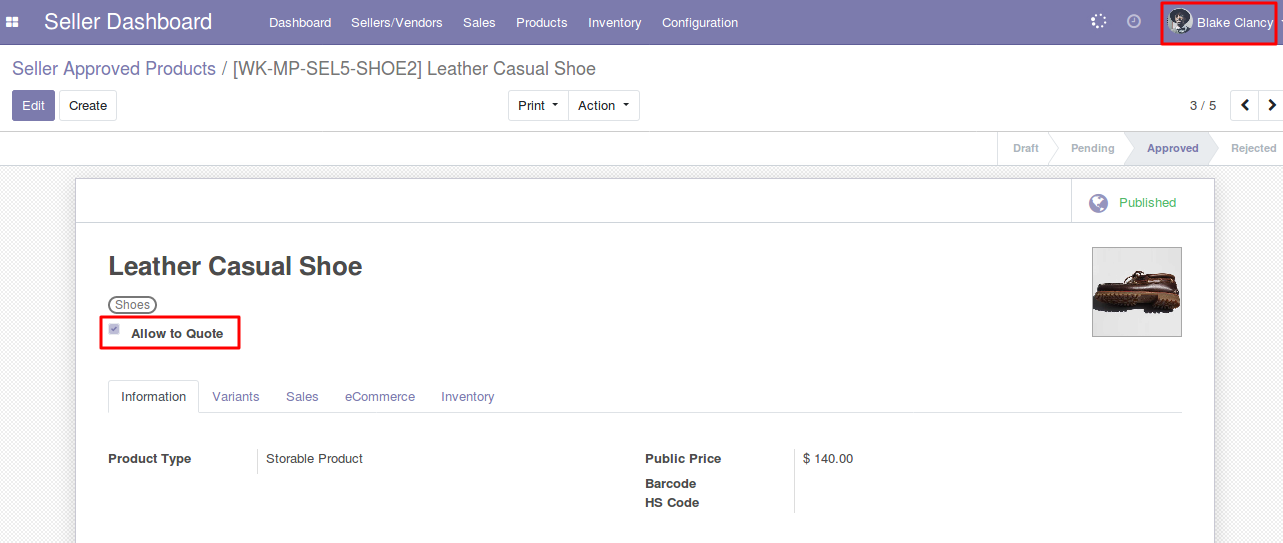 Seller Dashboard Dashboard Sellers/Vendors Sales Products Inventory Configuration Blake Clancy
Seller Approved Products / [WK-MP-SEL5-SHOE2] Leather Casual Shoe
Edit Create Print Action 3 / 5
Draft Pending Approved Rejected
Published
Leather Casual Shoe
Shoes
Allow to Quote
Information Variants Sales eCommerce Inventory
Product Type Storable Product Public Price $ 140.00
Barcode
HS Code